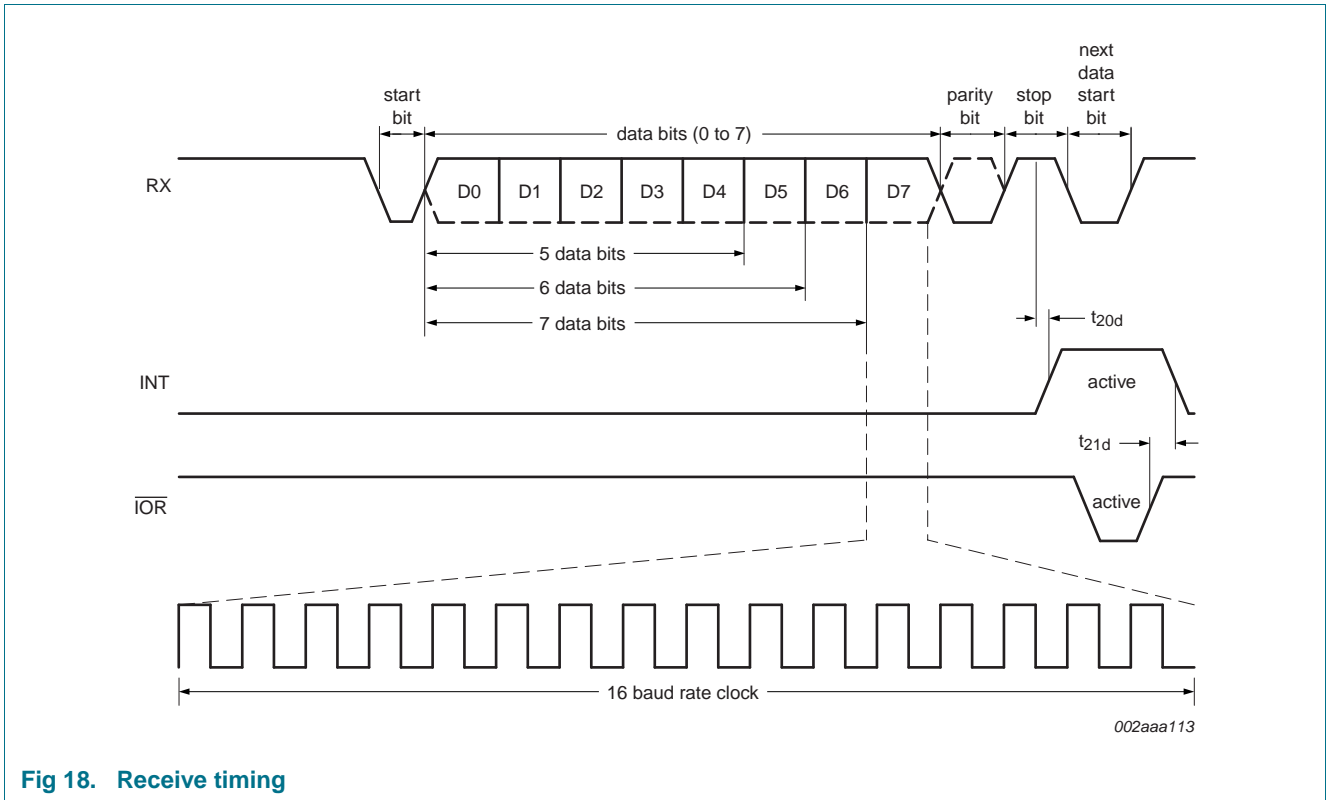 start
bit
data bits (0 to 7)
parity
bit
stop
bit
next
data
start
bit
RX
D0 D1 D2 D3 D4 D5 D6 D7
5 data bits
6 data bits
7 data bits
t20d
INT
active
t21d
IOR
active
16 baud rate clock
002aaa113
Fig 18. Receive timing